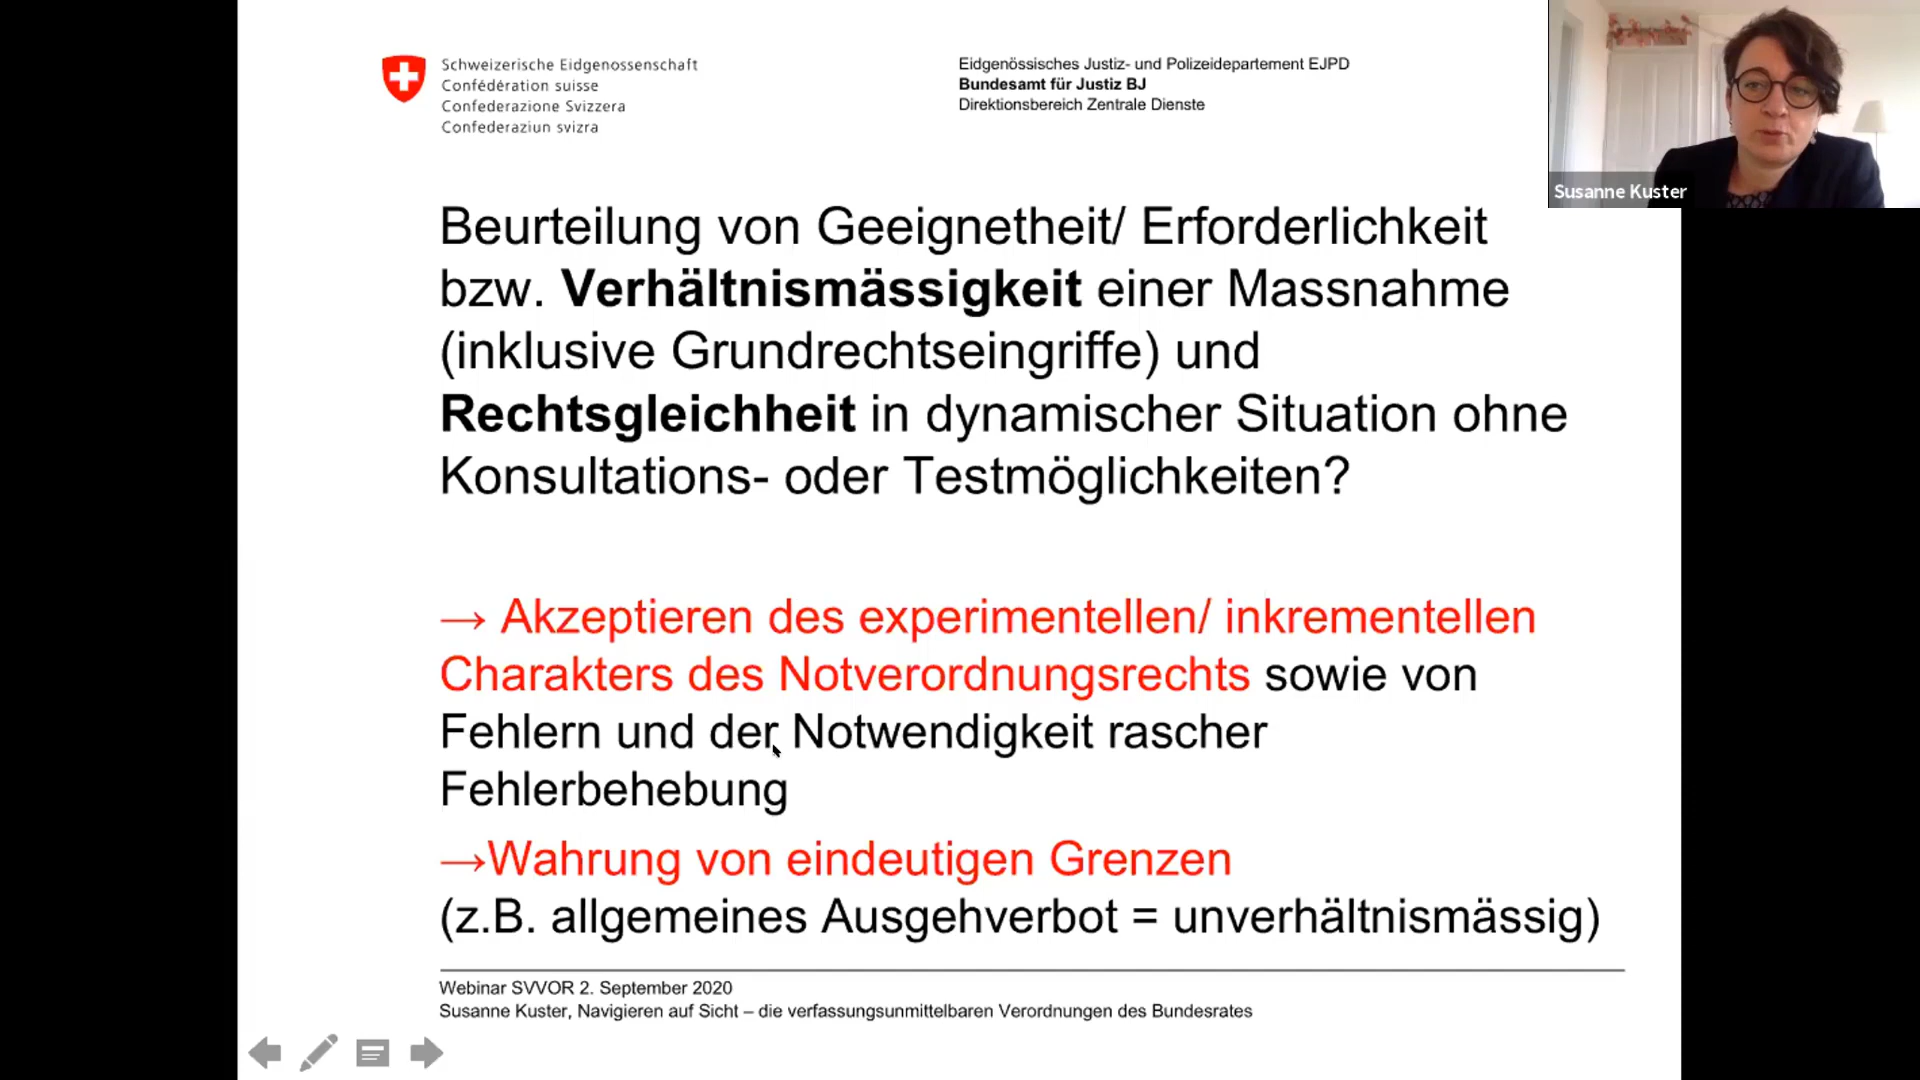 Schweizerische Eidgenossenschaft
Confédération suisse
Confederazione Svizzera
Confederaziun svizra
Eidgenössisches Justiz- und Polizeidepartement EJPD
Bundesamt für Justiz BJ
Direktionsbereich Zentrale Dienste
Susanne Kuster
Beurteilung von Geeignetheit/ Erforderlichkeit
bzw. Verhältnismässigkeit einer Massnahme
(inklusive Grundrechtseingriffe) und
Rechtsgleichheit in dynamischer Situation ohne
Konsultations- oder Testmöglichkeiten?
→ Akzeptieren des experimentellen/ inkrementellen
Charakters des Notverordnungsrechts sowie von
Fehlern und der Notwendigkeit rascher
Fehlerbehebung
→Wahrung von eindeutigen Grenzen
(z.B. allgemeines Ausgehverbot = unverhältnismässig)
Webinar SVVOR 2. September 2020
Susanne Kuster, Navigieren auf Sicht – die verfassungsunmittelbaren Verordnungen des Bundesrates